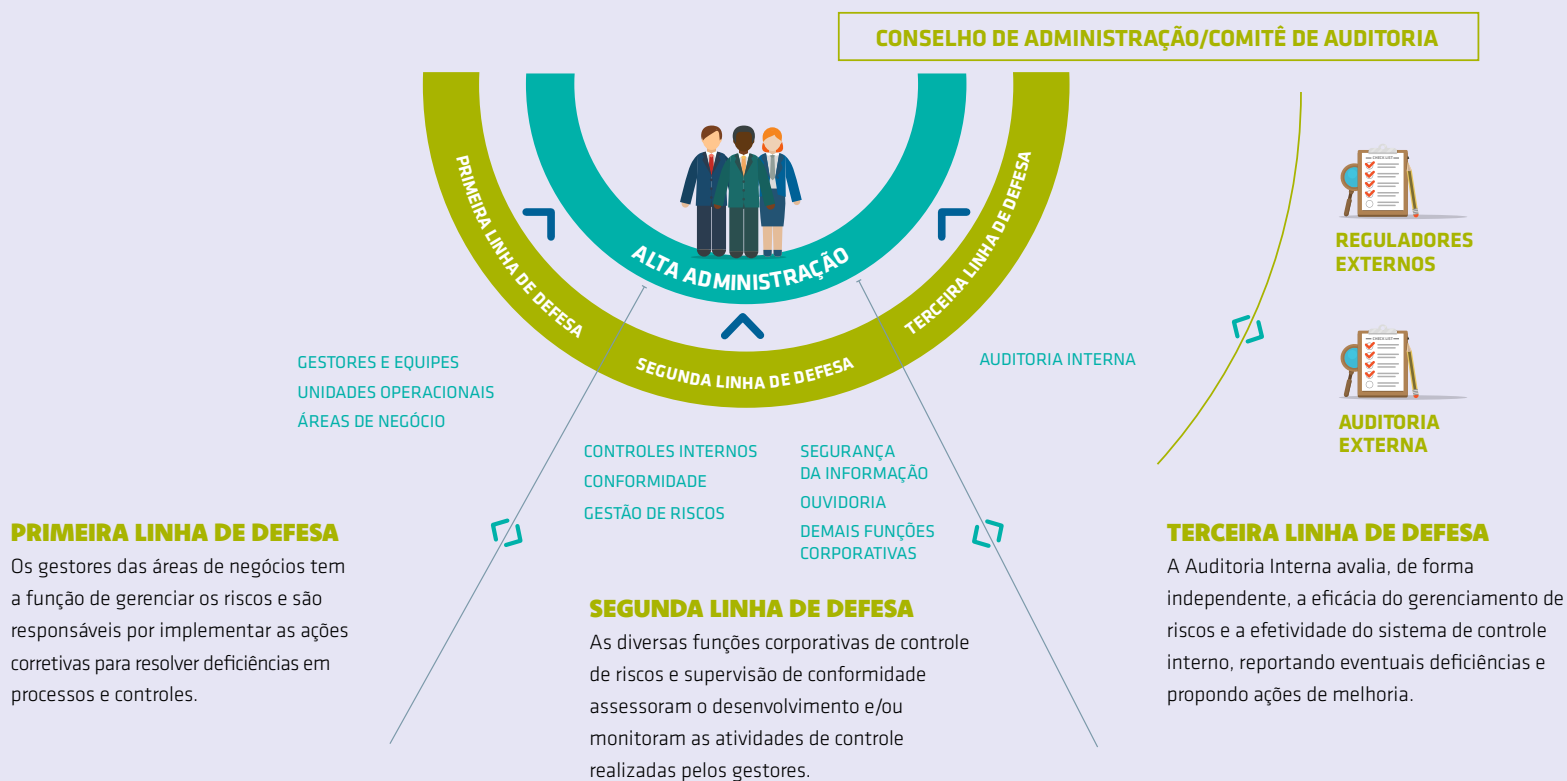 CONSELHO DE ADMINISTRAÇÃO/COMITÊ DE AUDITORIA
PRIMEIRA LINHA DE DEFESA
ALTA ADMINISTRAÇÃO
SEGUNDA LINHA DE DEFESA
TERCEIRA LINHA DE DEFESA
GESTORES E EQUIPES
UNIDADES OPERACIONAIS
ÁREAS DE NEGÓCIO
CONTROLES INTERNOS
CONFORMIDADE
GESTÃO DE RISCOS
SEGURANÇA
DA INFORMAÇÃO
OUVIDORIA
DEMAIS FUNÇÕES
CORPORATIVAS
AUDITORIA INTERNA
CHECK LIST
REGULADORES
EXTERNOS
CHECK LIST
AUDITORIA
EXTERNA
PRIMEIRA LINHA DE DEFESA
Os gestores das áreas de negócios tem
a função de gerenciar os riscos e são
responsáveis por implementar as ações
corretivas para resolver deficiências em
processos e controles.
SEGUNDA LINHA DE DEFESA
As diversas funções corporativas de controle
de riscos e supervisão de conformidade
assessoram o desenvolvimento e/ou
monitoram as atividades de controle
realizadas pelos gestores.
TERCEIRA LINHA DE DEFESA
A Auditoria Interna avalia, de forma
independente, a eficácia do gerenciamento de
riscos e a efetividade do sistema de controle
interno, reportando eventuais deficiências e
propondo ações de melhoria.